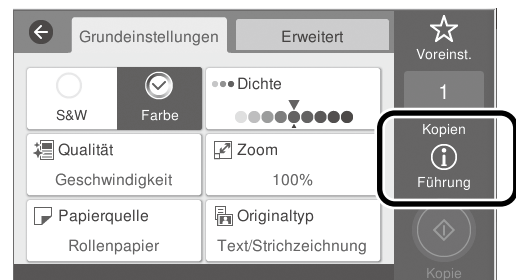 Grundeinstellungen
Erweitert
Voreinst.
S&W
Farbe
Dichte
1
Kopien
Qualität
Geschwindigkeit
Zoom
100%
Führung
Papierquelle
Rollenpapier
Originaltyp
Text/Strichzeichnung
Kopie